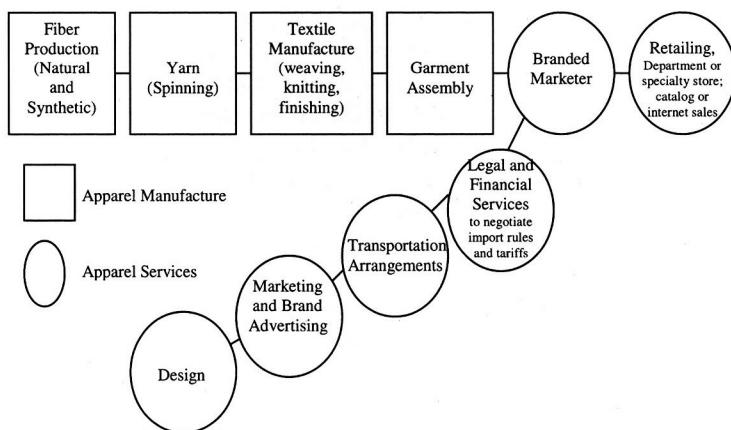 Fiber
Production
(Natural
and
Synthetic)
Yarn
(Spinning)
Textile
Manufacture
(weaving,
knitting,
finishing)
Garment
Assembly
Branded
Marketer
Retailing,
Department or
specialty store;
catalog or
internet sales
Apparel Manufacture
Apparel Services
Legal and
Financial
Services
to negotiate
import rules
and tariffs
Transportation
Arrangements
Marketing
and Brand
Advertising
Design